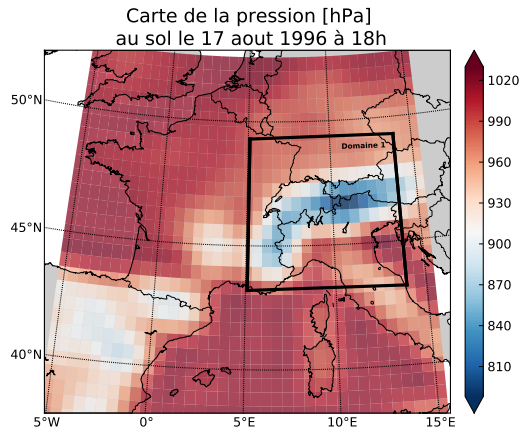 Carte de la pression [hPa]
au sol le 17 aout 1996 à 18h
50°N
45°N
40°N
5°W
0°
5°E
10°E
15°E
Domaine 1
1020
990
960
930
900
870
840
810